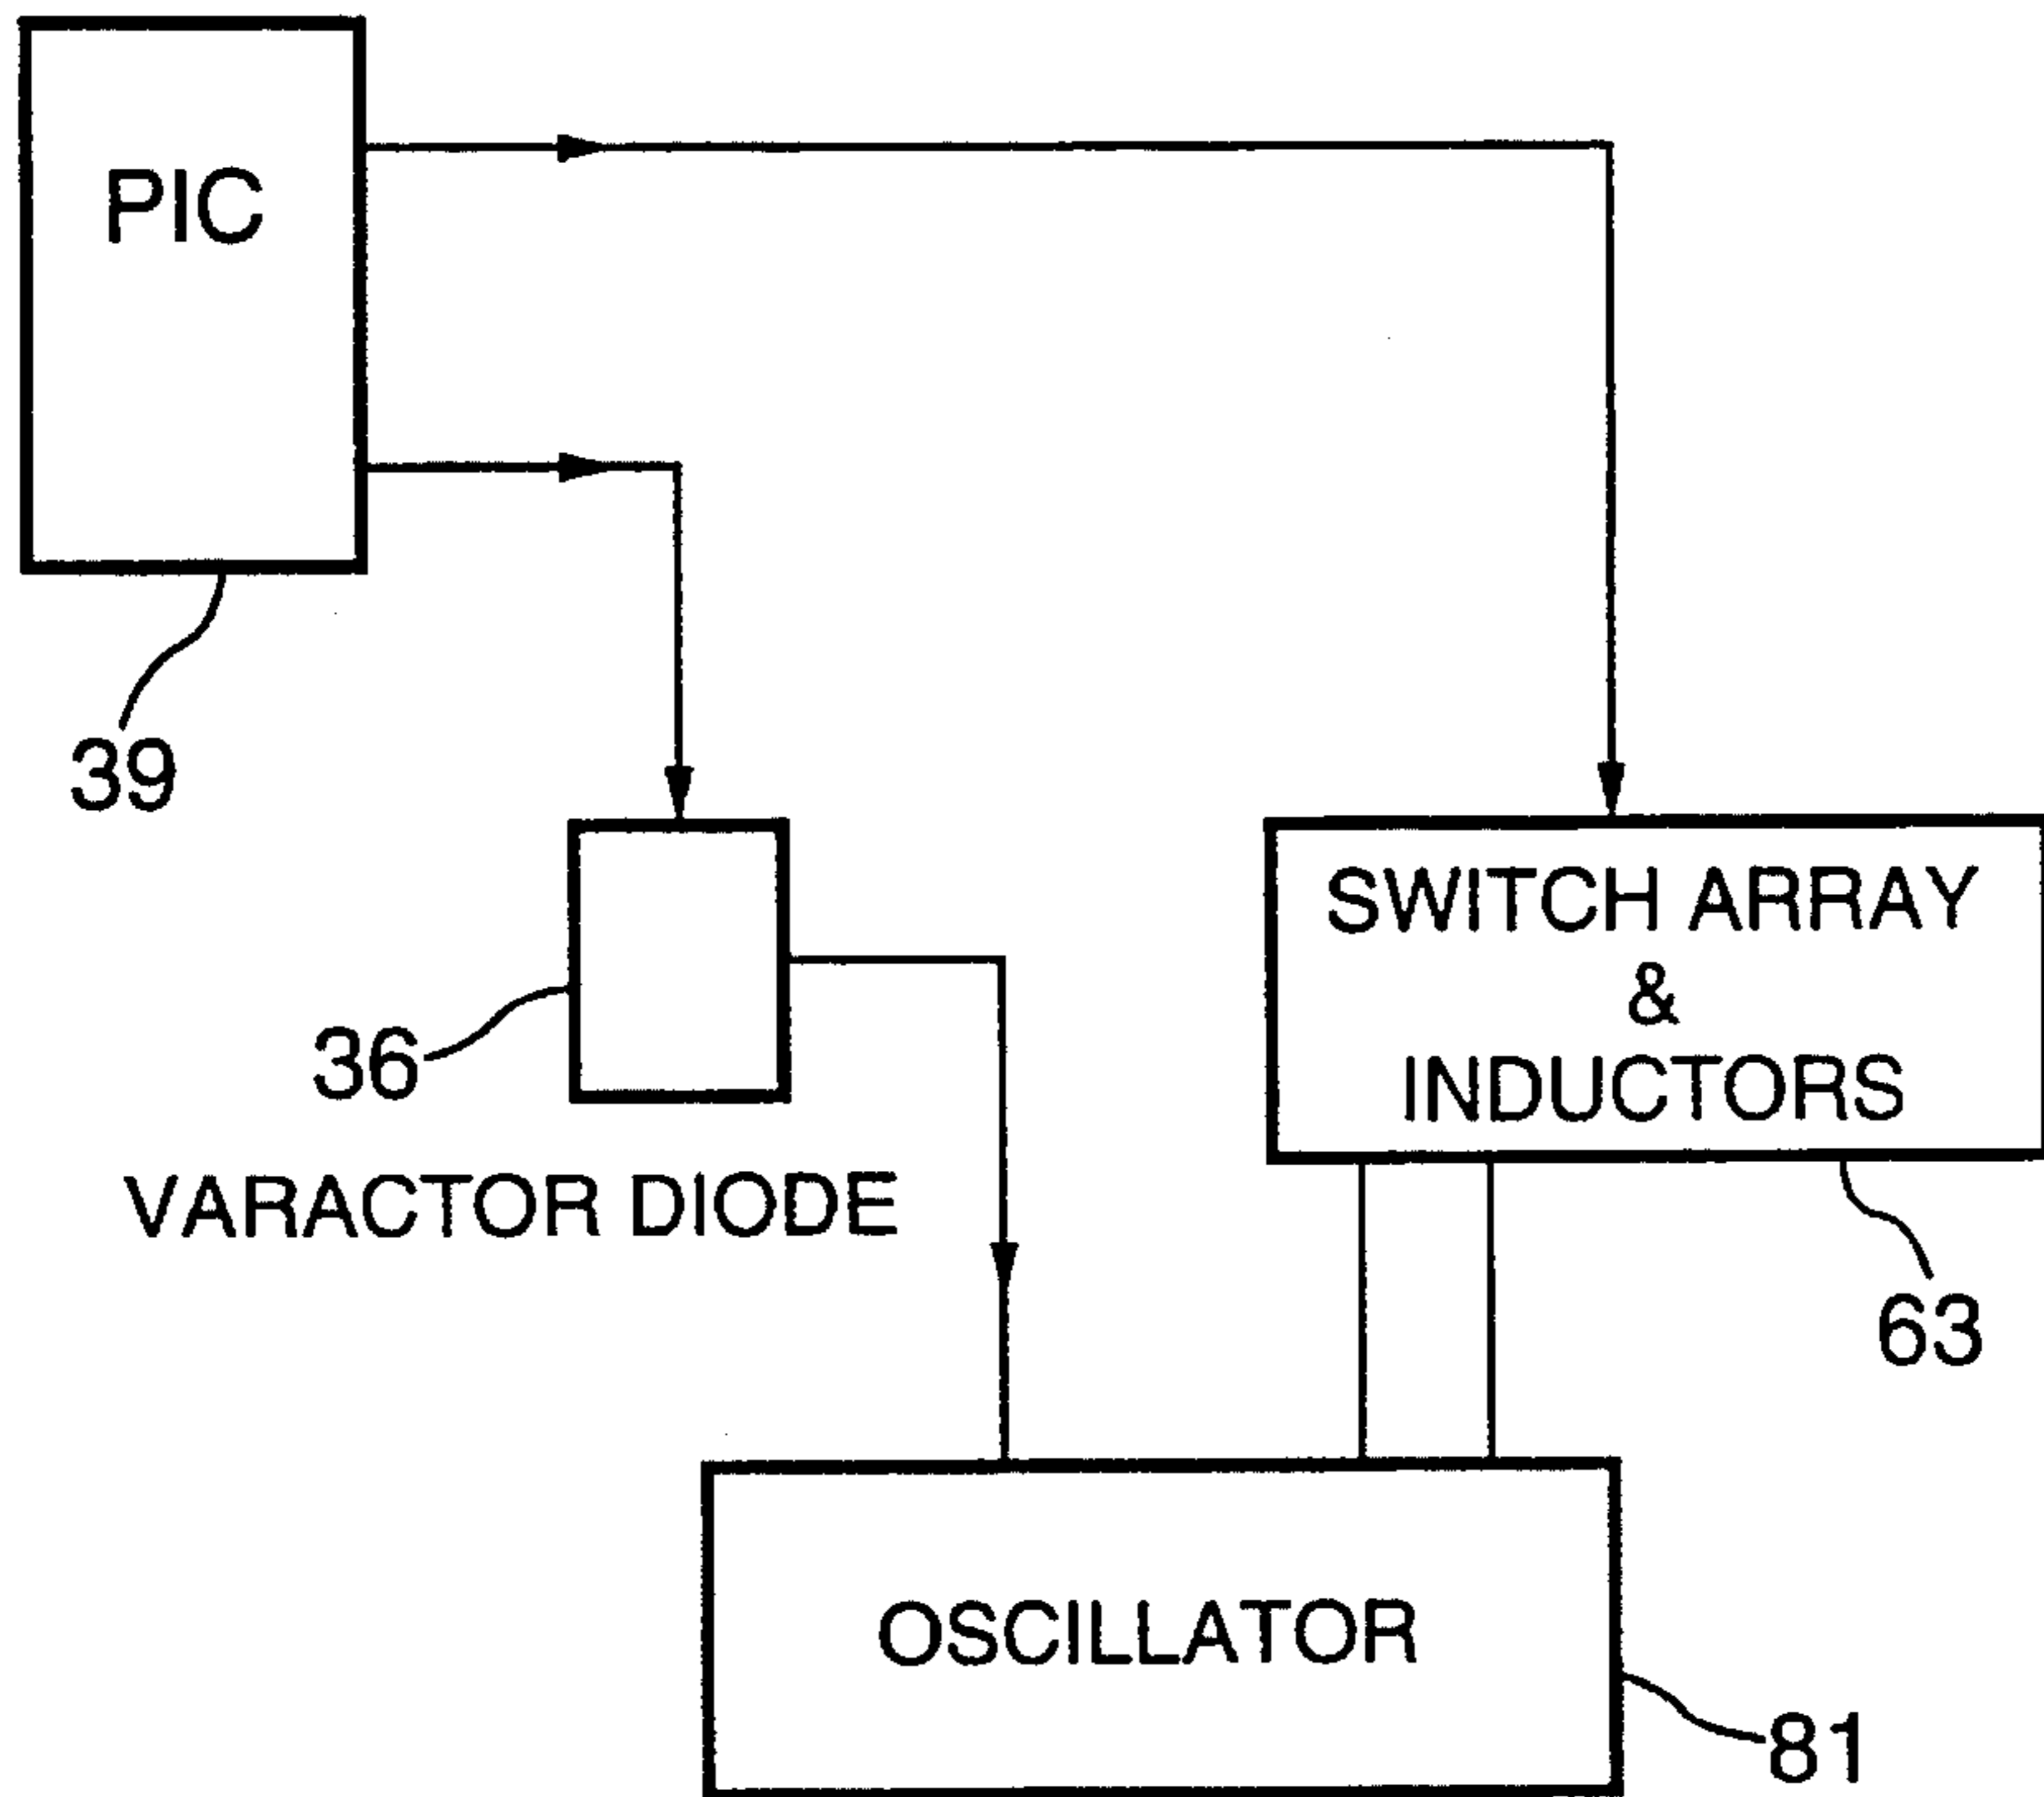 PIC
39
36
VARACTOR DIODE
SWITCH ARRAY
&
INDUCTORS
63
OSCILLATOR
81